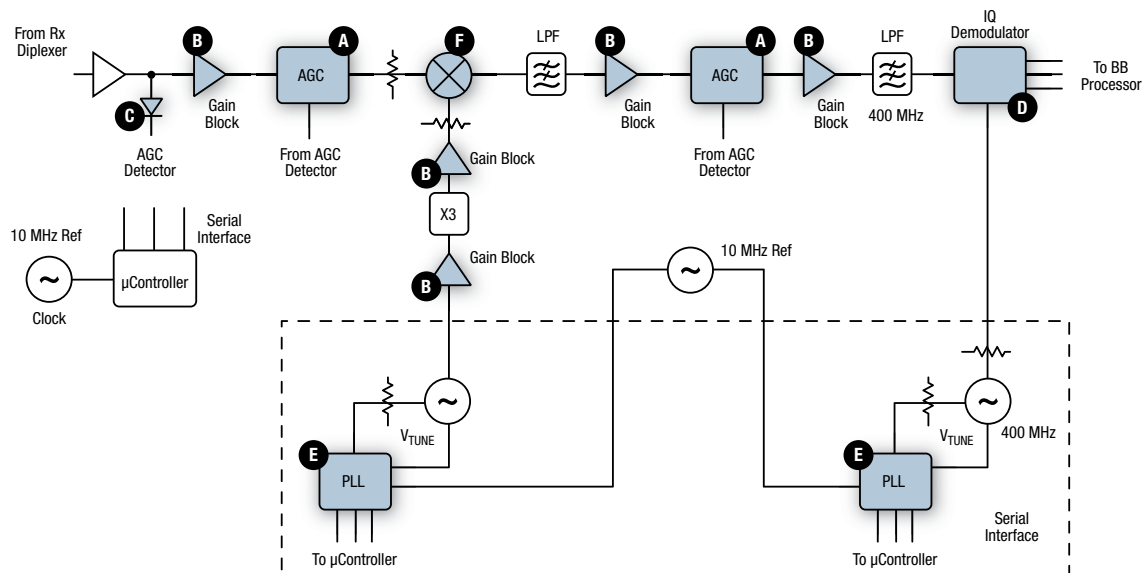 From Rx
Diplexer
B
A
F
LPF
B
A
B
LPF
IQ
Demodulator
AGC
AGC
To BB
Processor
C
Gain
Block
Gain
Block
Gain
Block
400 MHz
D
AGC
Detector
From AGC
Detector
From AGC
Detector
B
Gain Block
X3
Serial
Interface
10 MHz Ref
~
µController
Clock
B
Gain Block
10 MHz Ref
~
~
VTUNE
E
PLL
To µController
~
VTUNE
400 MHz
E
PLL
Serial
Interface
To µController